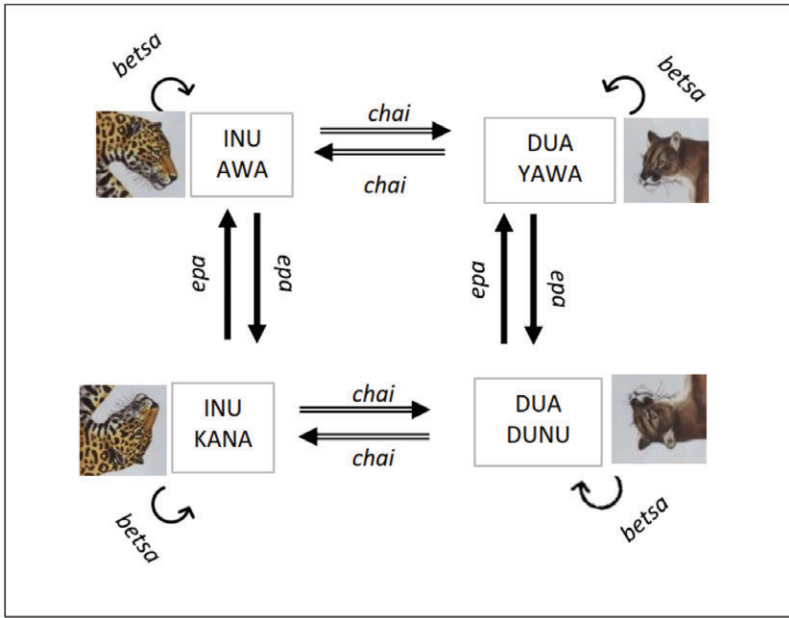 betsa
betsa
INU
AWA
chai
chai
DUA
YAWA
epa
epa
epa
epa
INU
KANA
chai
chai
DUA
DUNU
betsa
betsa